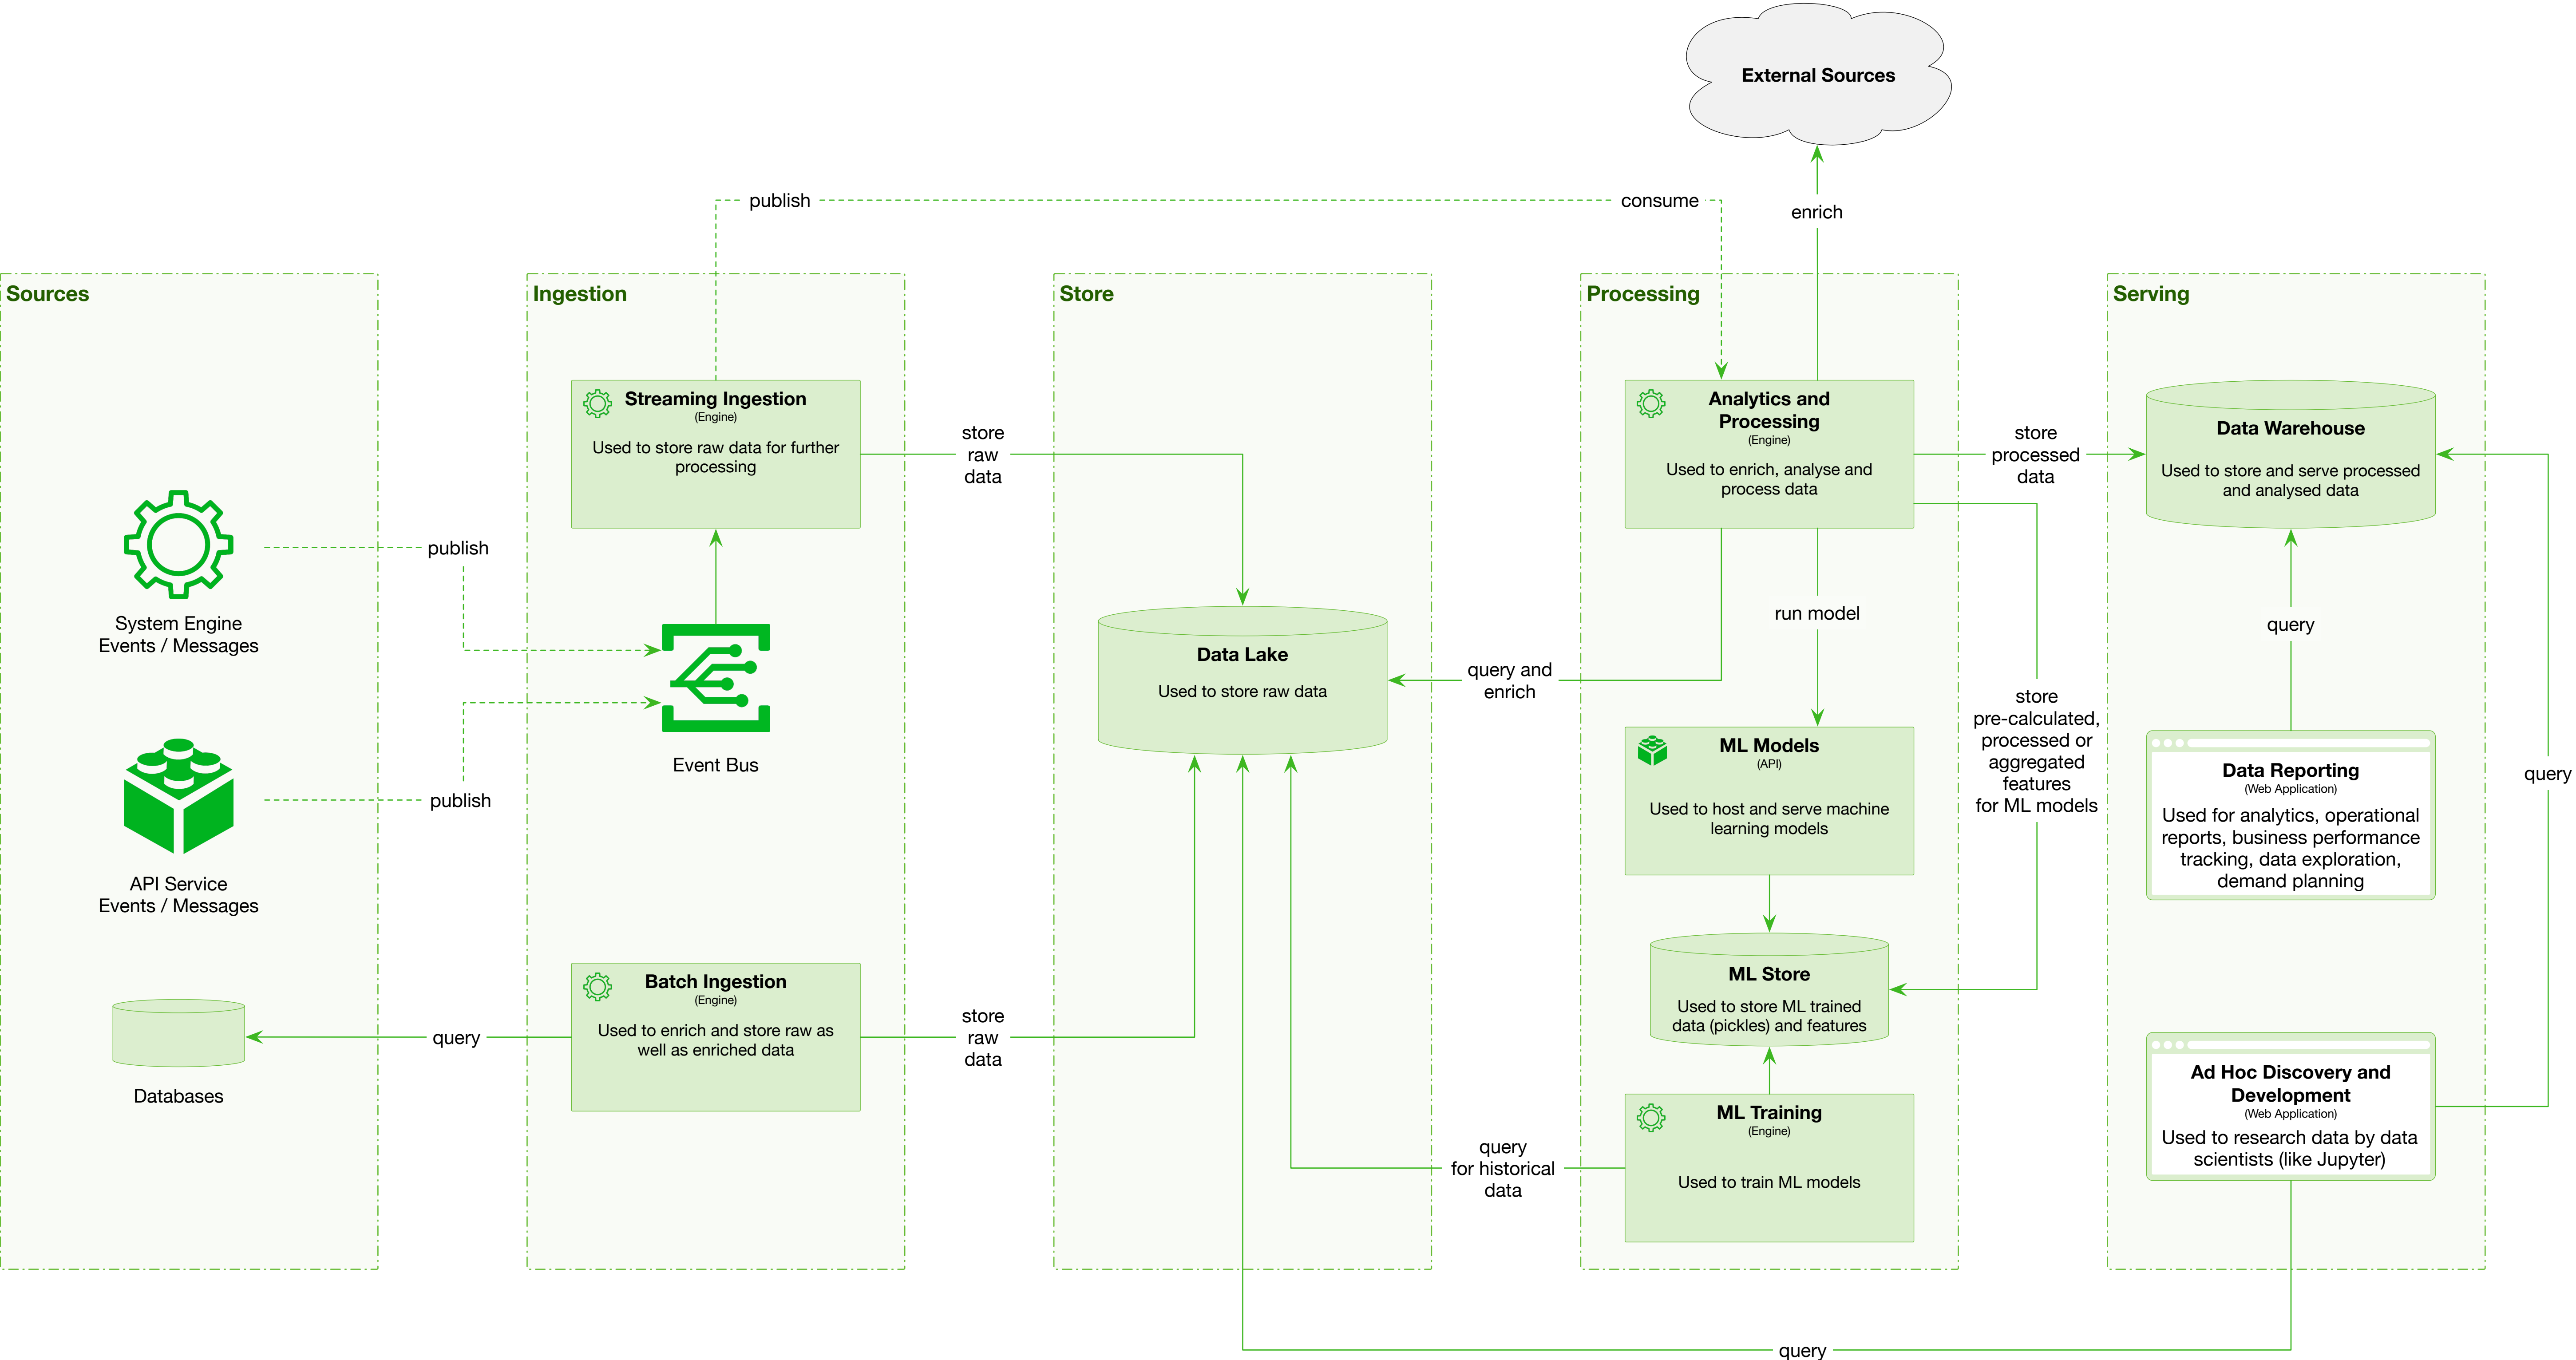 External Sources
publish
consume
enrich
Sources
System Engine
Events / Messages
publish
API Service
Events / Messages
publish
Databases
query
Ingestion
Streaming Ingestion
(Engine)
Used to store raw data for further
processing
Event Bus
Batch Ingestion
(Engine)
Used to enrich and store raw as
well as enriched data
store
raw
data
store
raw
data
Store
Data Lake
Used to store raw data
query and
enrich
query
for historical
data
Processing
Analytics and
Processing
(Engine)
Used to enrich, analyse and
process data
run model
ML Models
(API)
Used to host and serve machine
learning models
ML Store
Used to store ML trained
data (pickles) and features
ML Training
(Engine)
Used to train ML models
store
processed
data
store
pre-calculated,
processed or
aggregated
features
for ML models
Serving
Data Warehouse
Used to store and serve processed
and analysed data
query
Data Reporting
(Web Application)
Used for analytics, operational
reports, business performance
tracking, data exploration,
demand planning
query
Ad Hoc Discovery and
Development
(Web Application)
Used to research data by data
scientists (like Jupyter)
query